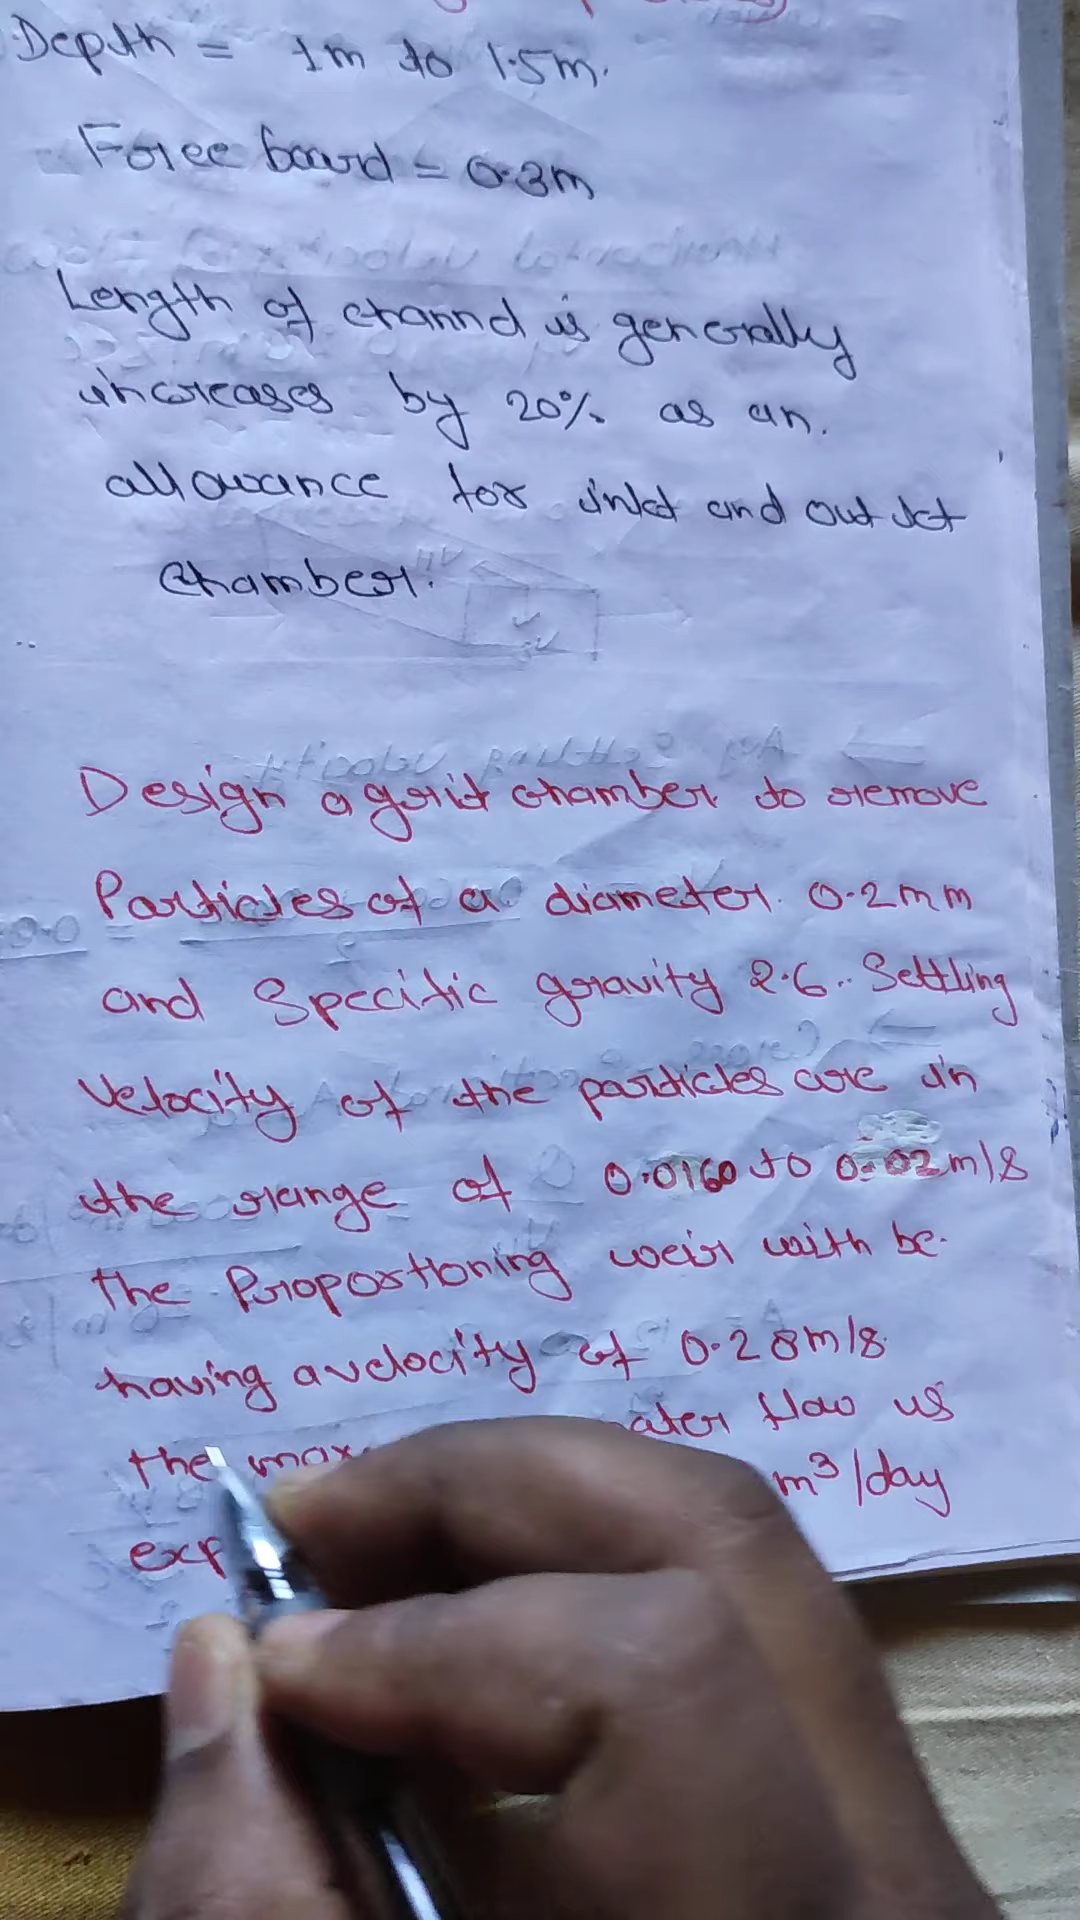 Depth = 1m to 1.5m.
Free board = 0.3m
Length of channel is generally
increases by 20% as an.
allowance for inlet and outlet
chamber.
Design a grit chamber to remove
Particles of a diameter 0.2mm
and Specific gravity 2.6. Settling
Velocity of the particles are in
the range of 0.0160 to 0.02m/s
the Proportioning weir with be.
having a velocity of 0.28m/s
the flow is
m³/day